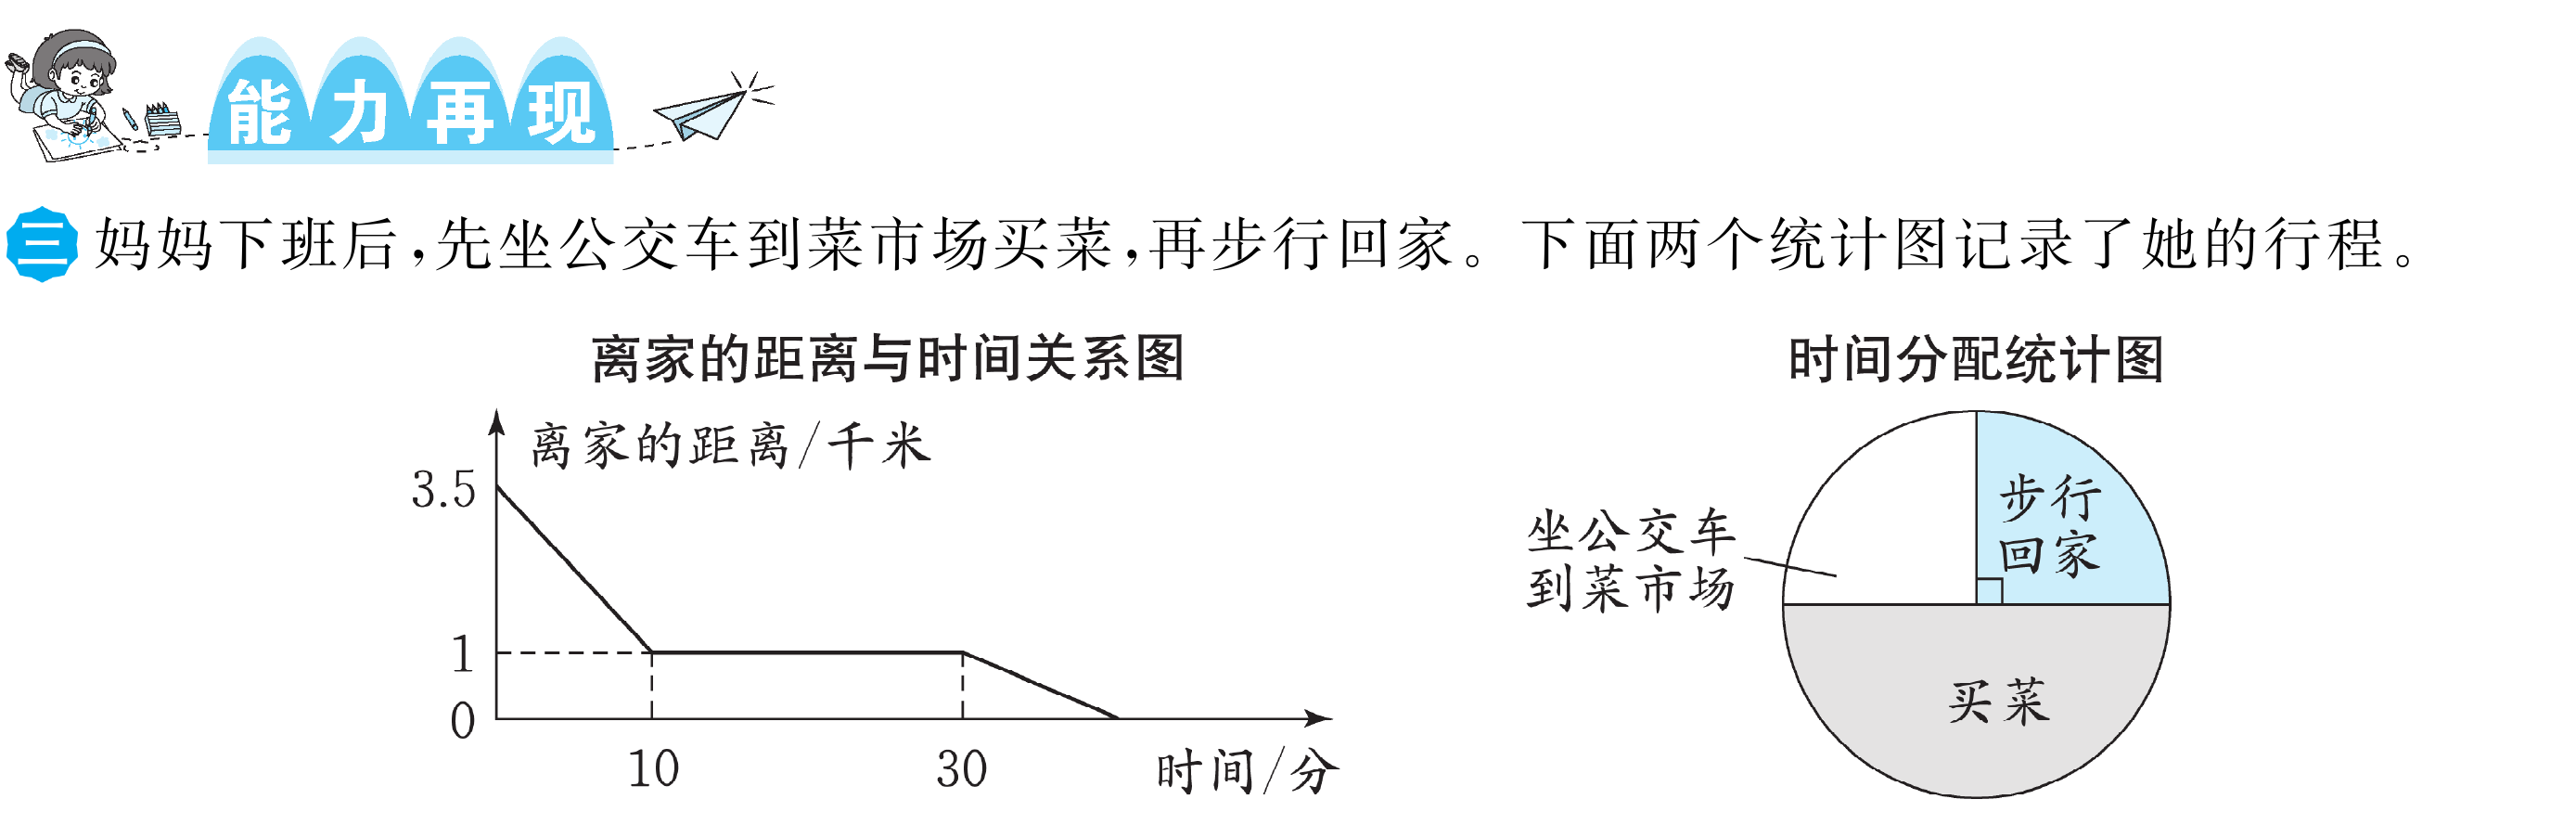 能力再现
三 妈妈下班后,先坐公交车到菜市场买菜,再步行回家。下面两个统计图记录了她的行程。
离家的距离与时间关系图
离家的距离/千米
3.5
1
0
10
30
时间/分
时间分配统计图
步行
回家
坐公交车
到菜市场
买菜